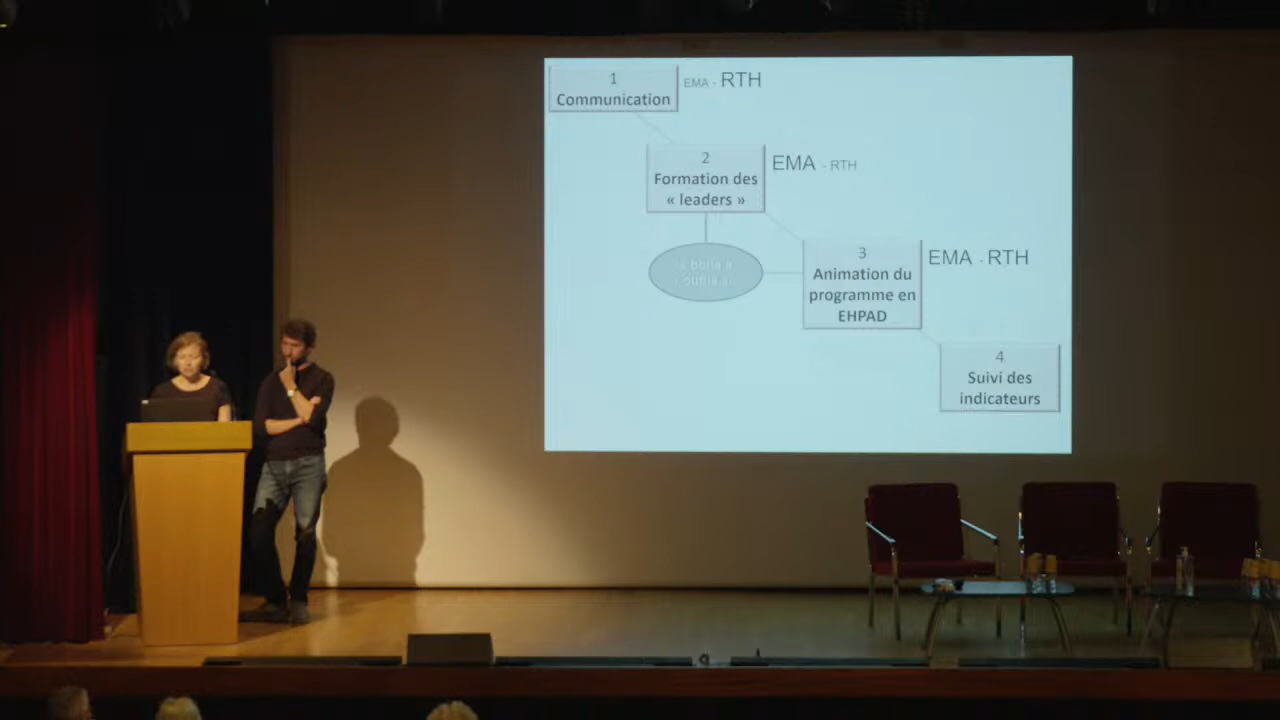 1
Communication
EMA - RTH
2
Formation des
« leaders »
EMA - RTH
3
Animation du
programme en
EHPAD
EMA - RTH
4
Suivi des
indicateurs